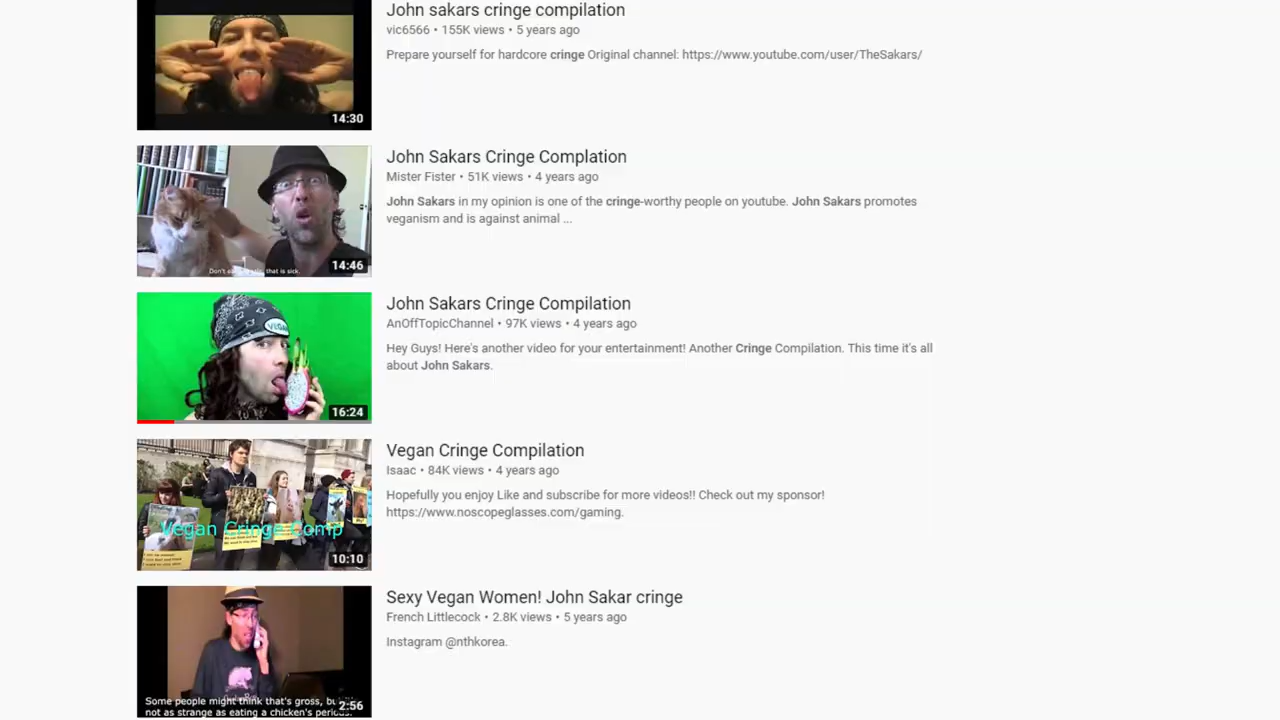 John sakars cringe compilation
vic6566 • 155K views • 5 years ago
Prepare yourself for hardcore cringe Original channel: https://www.youtube.com/user/TheSakars/
14:30
John Sakars Cringe Complation
Mister Fister • 51K views • 4 years ago
John Sakars in my opinion is one of the cringe-worthy people on youtube. John Sakars promotes
veganism and is against animal ...
that is sick.
14:46
John Sakars Cringe Compilation
AnOffTopicChannel • 97K views • 4 years ago
Hey Guys! Here's another video for your entertainment! Another Cringe Compilation. This time it's all
about John Sakars.
VEGAN
16:24
Vegan Cringe Compilation
Isaac • 84K views • 4 years ago
Hopefully you enjoy Like and subscribe for more videos!! Check out my sponsor!
https://www.noscopeglasses.com/gaming.
Vegan Cringe Comp
10:10
Sexy Vegan Women! John Sakar cringe
French Littlecock • 2.8K views • 5 years ago
Instagram @nthkorea.
Some people might think that's gross,
not as strange as eating a chicken's
2:56